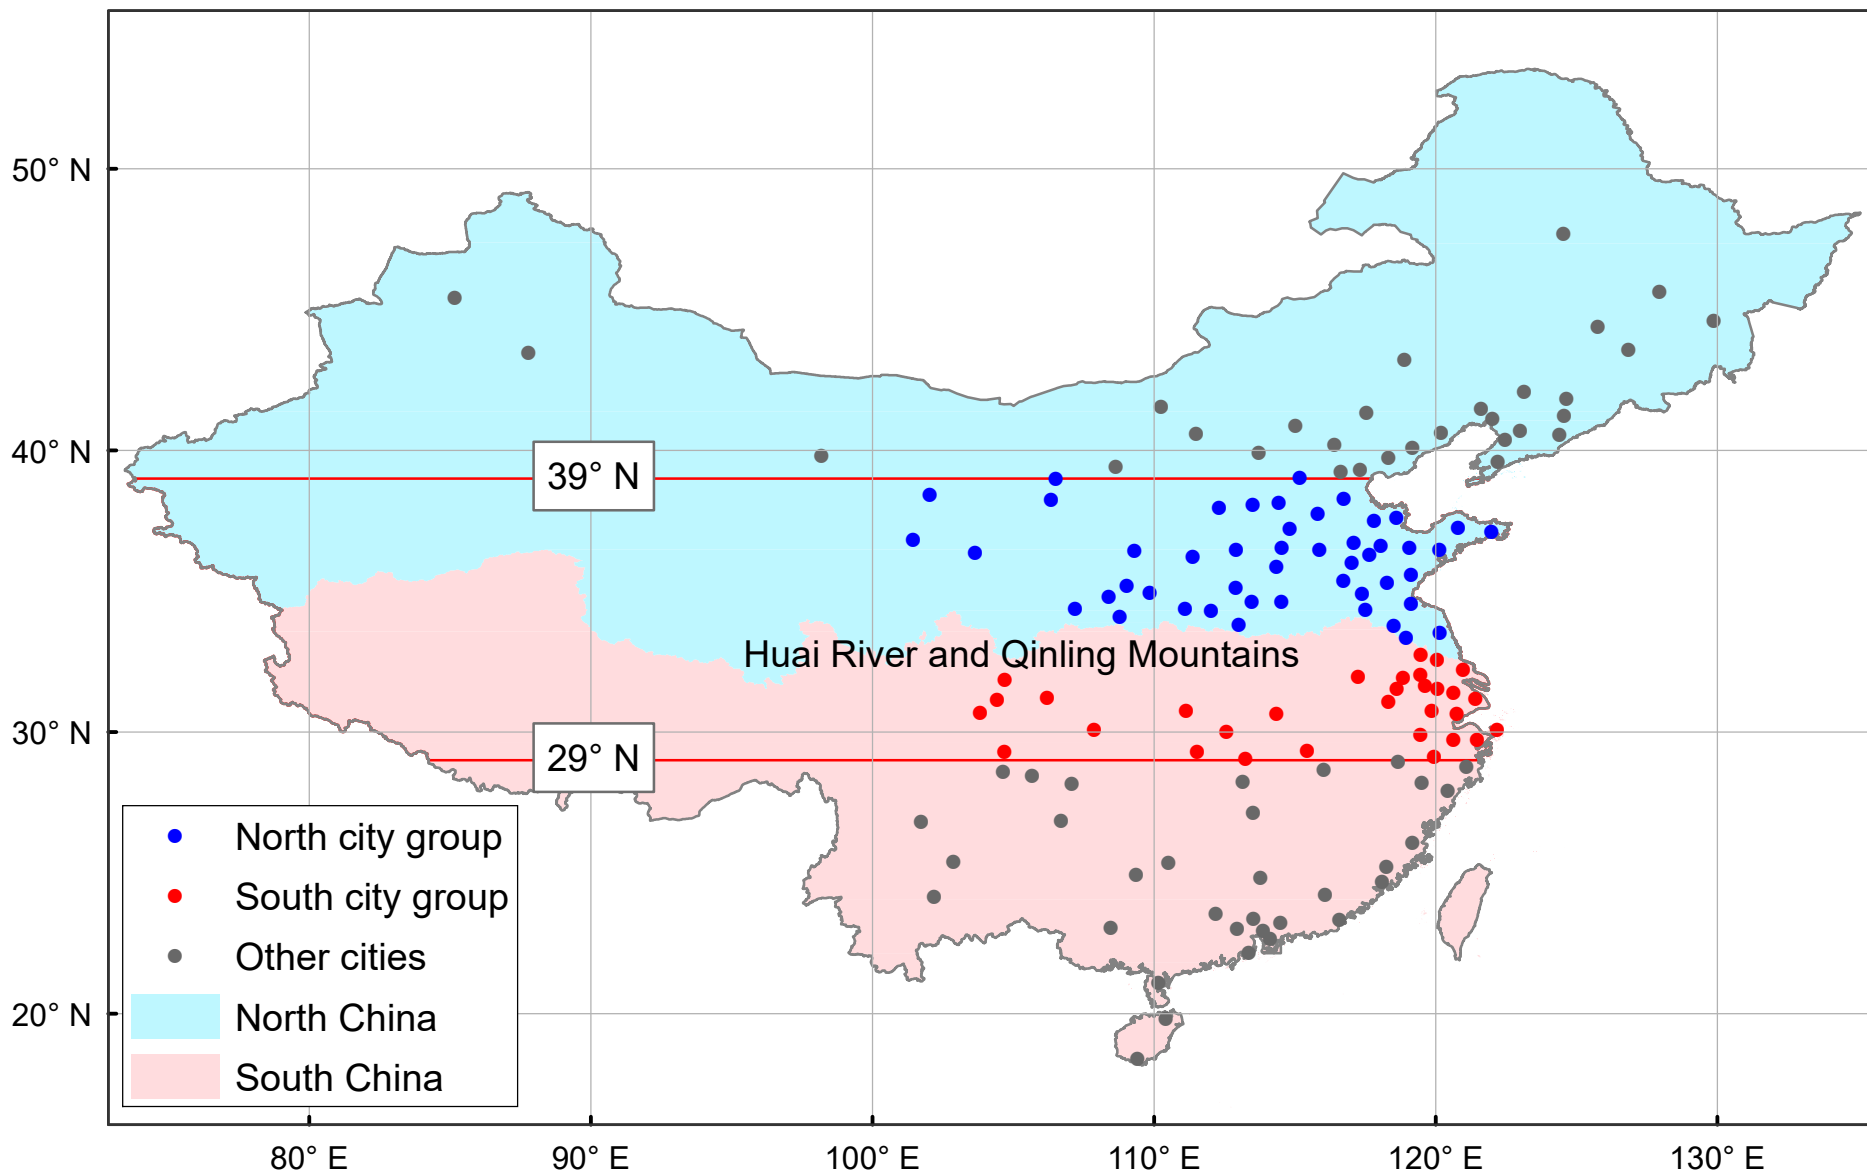 50° N
40° N
30° N
20° N
39° N
Huai River and Qinling Mountains
29° N
North city group
South city group
Other cities
North China
South China
80° E
90° E
100° E
110° E
120° E
130° E